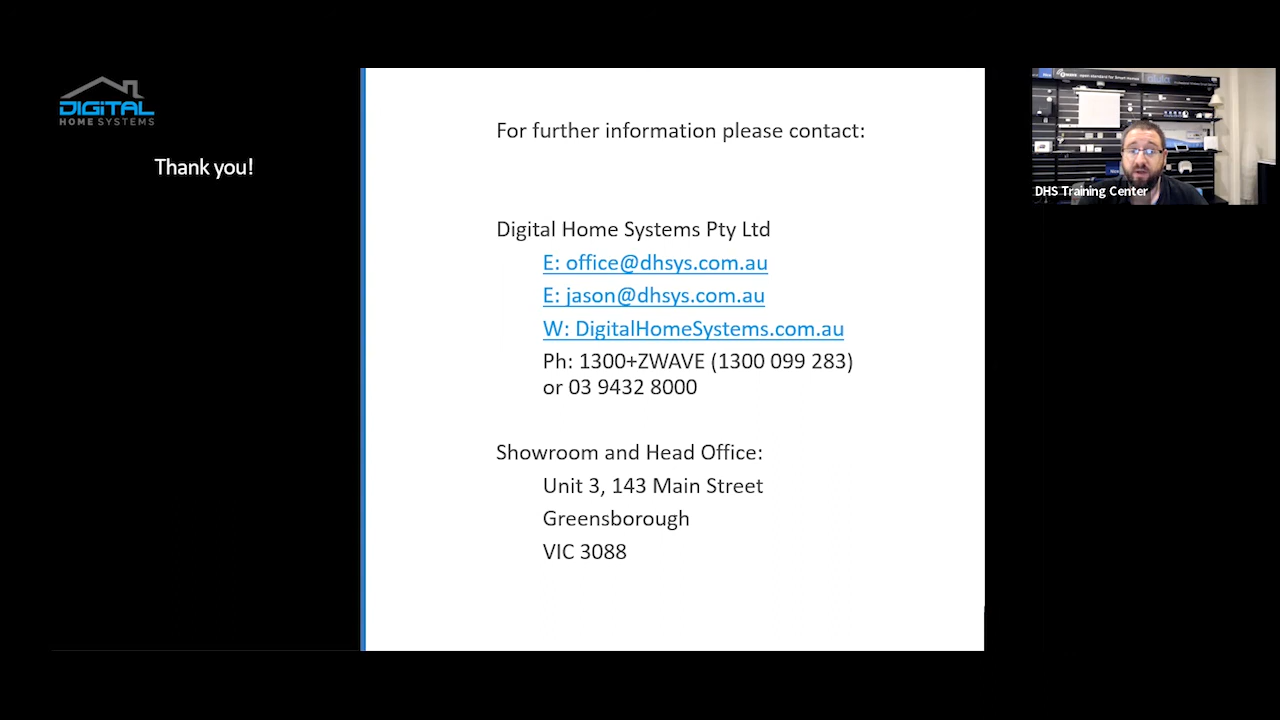 DIGITAL
HOME SYSTEMS
Thank you!
For further information please contact:
Digital Home Systems Pty Ltd
E: office@dhsys.com.au
E: jason@dhsys.com.au
W: DigitalHomeSystems.com.au
Ph: 1300+ZWAVE (1300 099 283)
or 03 9432 8000
Showroom and Head Office:
Unit 3, 143 Main Street
Greensborough
VIC 3088
DHS Training Center